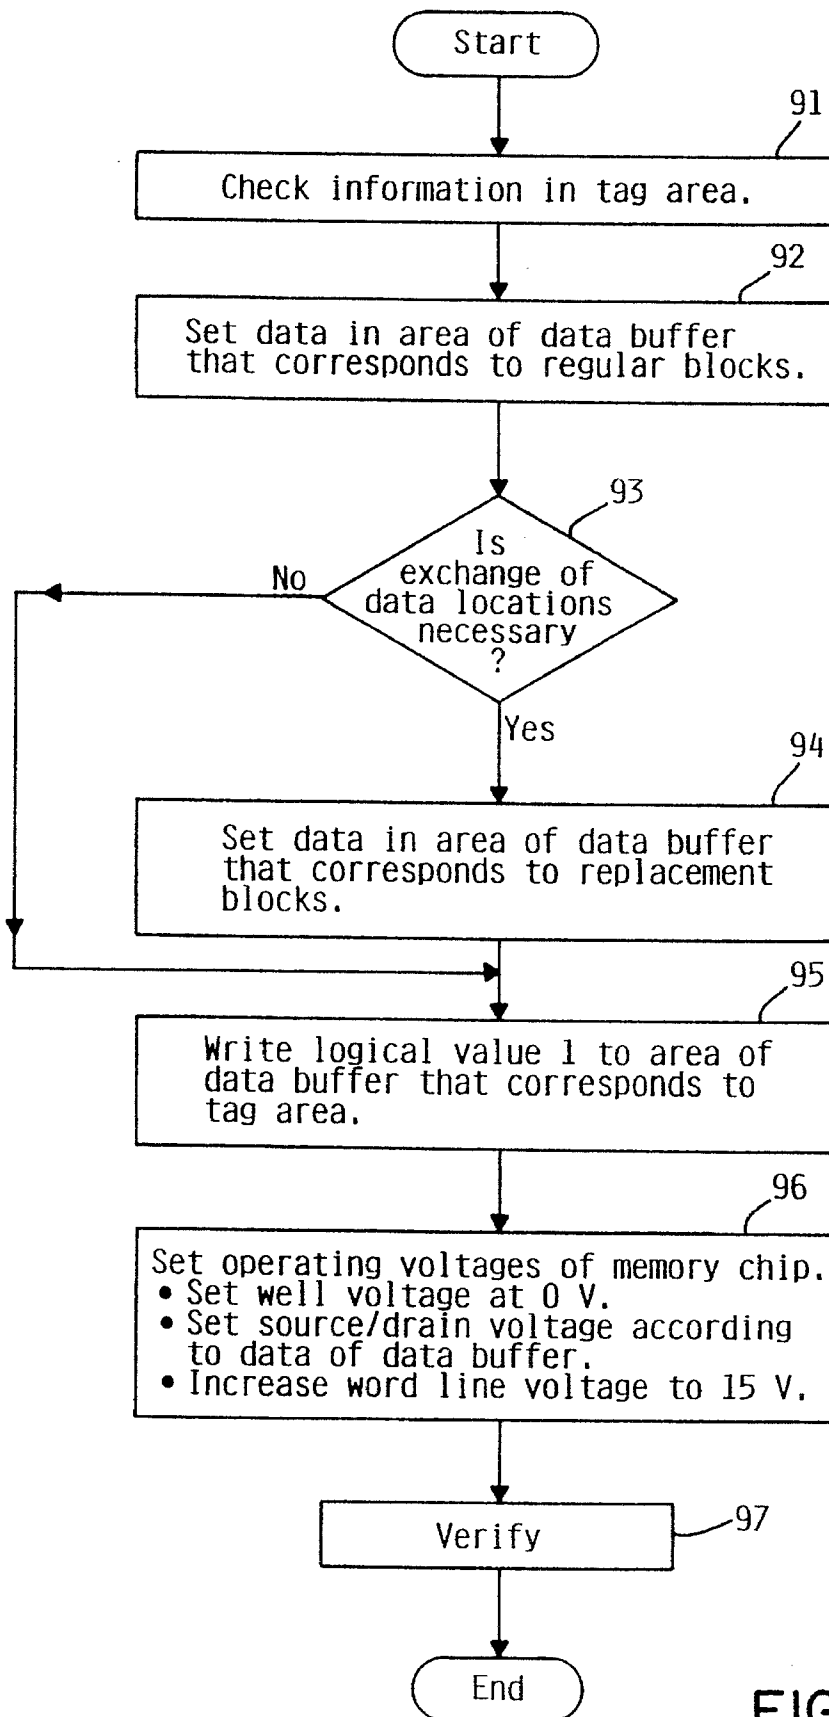 Start
91
Check information in tag area.
92
Set data in area of data buffer
that corresponds to regular blocks.
93
Is
exchange of
data locations
necessary
?
No
Yes
94
Set data in area of data buffer
that corresponds to replacement
blocks.
95
Write logical value 1 to area of
data buffer that corresponds to
tag area.
96
Set operating voltages of memory chip.
• Set well voltage at 0 V.
• Set source/drain voltage according
to data of data buffer.
• Increase word line voltage to 15 V.
Verify
97
End
FIG